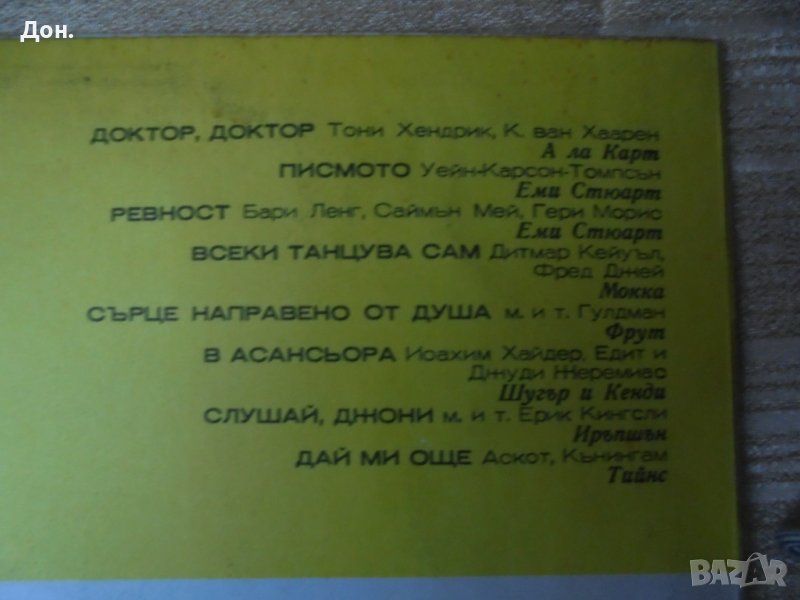 Дон.
ДОКТОР, ДОКТОР Тони Хендрик, К. ван Хаарен
А ла Карт
ПИСМОТО Уейн-Карсон-Томпсън
Еми Стюарт
РЕВНОСТ Бари Ленг, Саймън Мей, Гери Морис
Еми Стюарт
ВСЕКИ ТАНЦУВА САМ Дитмар Кейуъл,
Фред Джей
Мокка
СЪРЦЕ НАПРАВЕНО ОТ ДУША м. и т. Гулдман
Фрут
В АСАНСЬОРА Иоахим Хайдер, Едит и
Джуди Жеремиас
Шугър и Кенди
СЛУШАЙ, ДЖОНИ м. и т. Ерик Кингсли
Иръпшън
ДАЙ МИ ОЩЕ Аскот, Кънингам
Тайнс
BAZAR